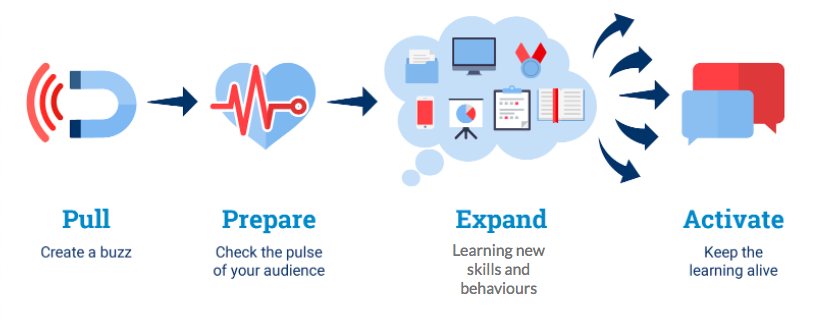 Pull
Create a buzz
Prepare
Check the pulse
of your audience
Expand
Learning new
skills and
behaviours
Activate
Keep the
learning alive